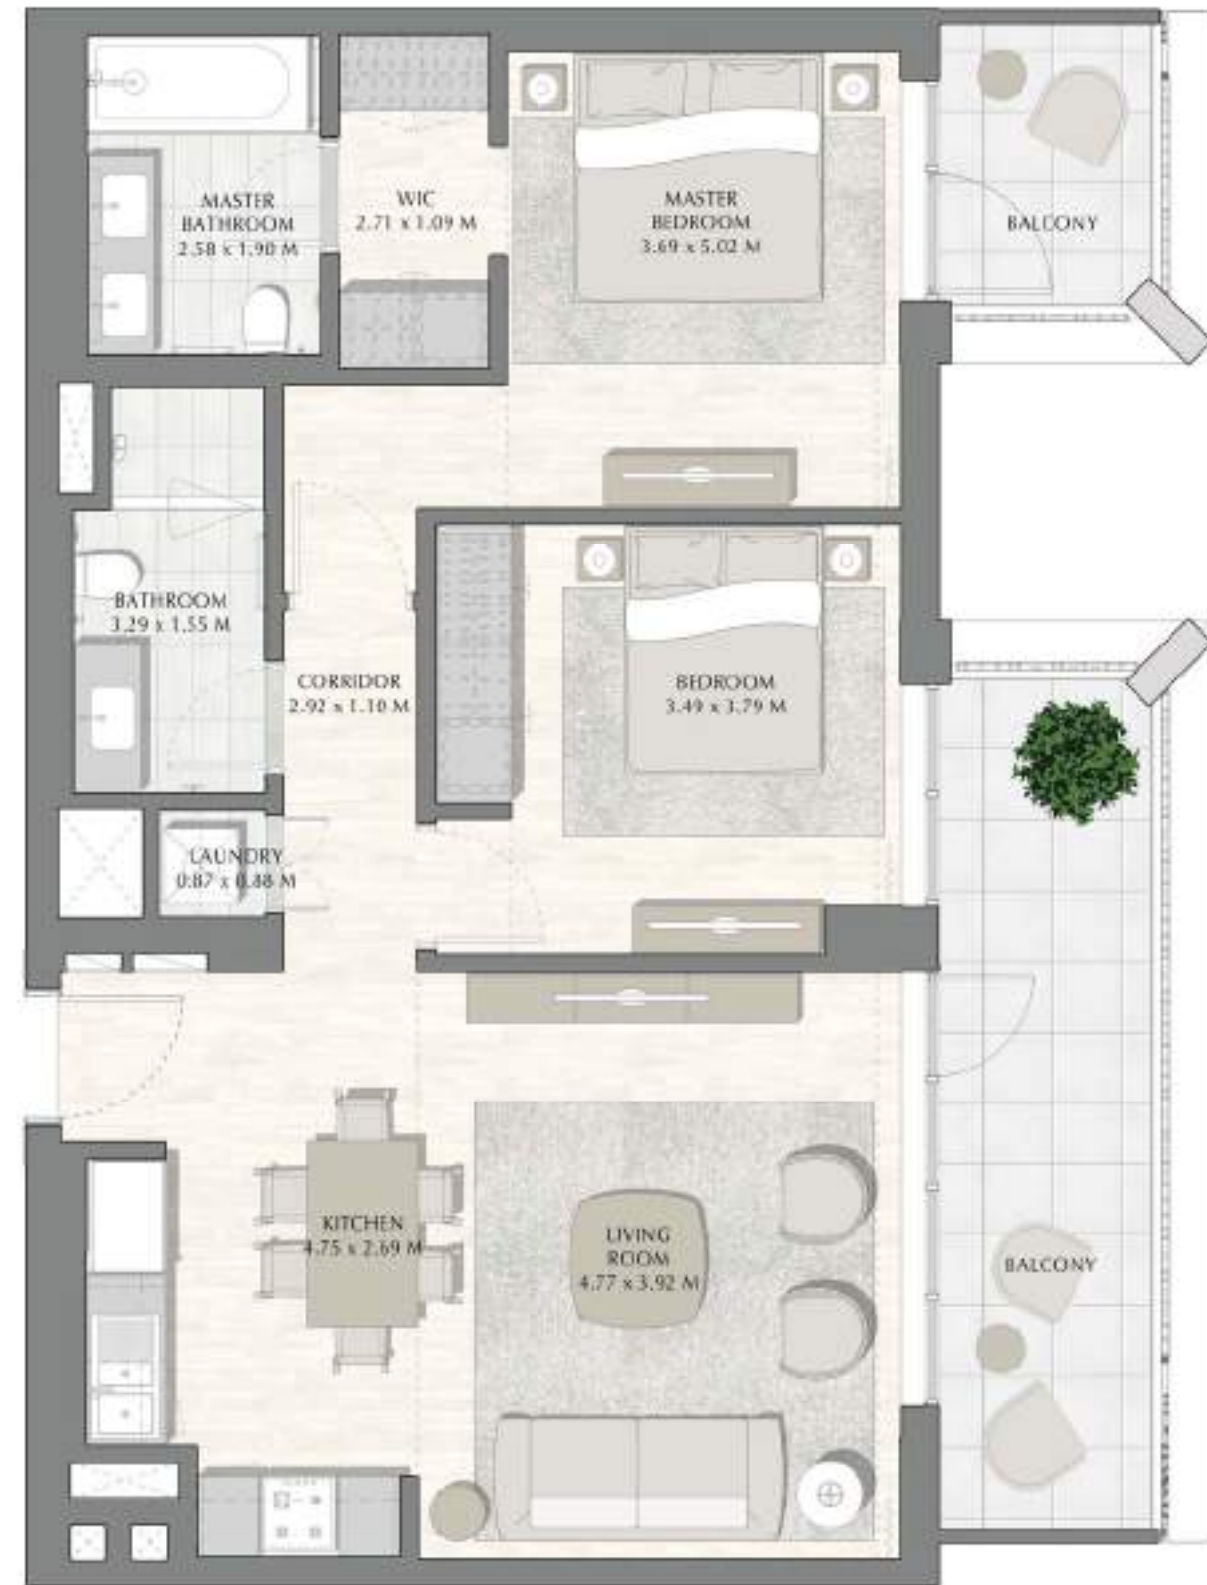 MASTER
BATHROOM
2.58 x 1.90 M
WIC
2.71 x 1.09 M
MASTER
BEDROOM
3.69 x 5.02 M
BALCONY
BATHROOM
3.29 x 1.55 M
CORRIDOR
2.92 x 1.10 M
BEDROOM
3.49 x 3.79 M
LAUNDRY
0.87 x 0.88 M
KITCHEN
4.75 x 2.69 M
LIVING
ROOM
4.77 x 3.92 M
BALCONY